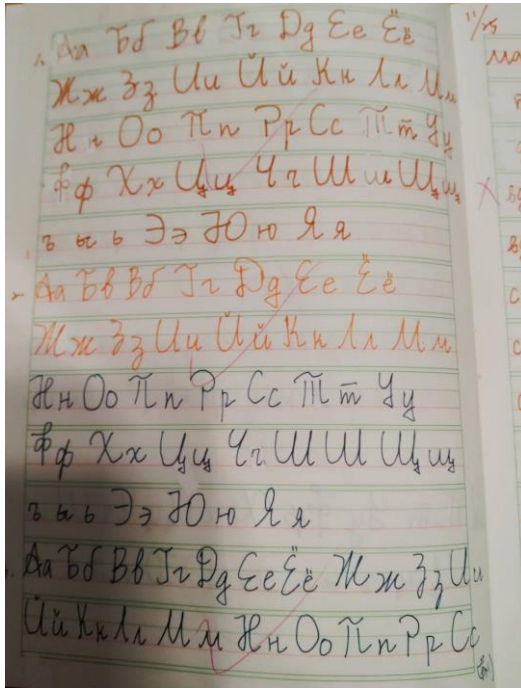 Аа Бб Вв Гг Дд Ее Ёё
Жж Зз Ии Йй Кк Лл Мм
Нн Оо Пп Рр Сс Тт Уу
Фф Хх Цц Чч Шш Щщ
ъ ы ь Ээ Юю Яя
Аа Бв Вб Гг Дд Ее Ёё
Жж Зз Ии Йй Кк Лл Мм
Нн Оо Пп Рр Сс Тт Уу
Фф Хх Цц Чч ШШ Щщ
ъ ы ь Ээ Юю Яя
Аа Бб Вв Гг Дд Ее Ёё Жж Зз Ии
Йй Кк Лл Мм Нн Оо Пп Рр Сс
11/25